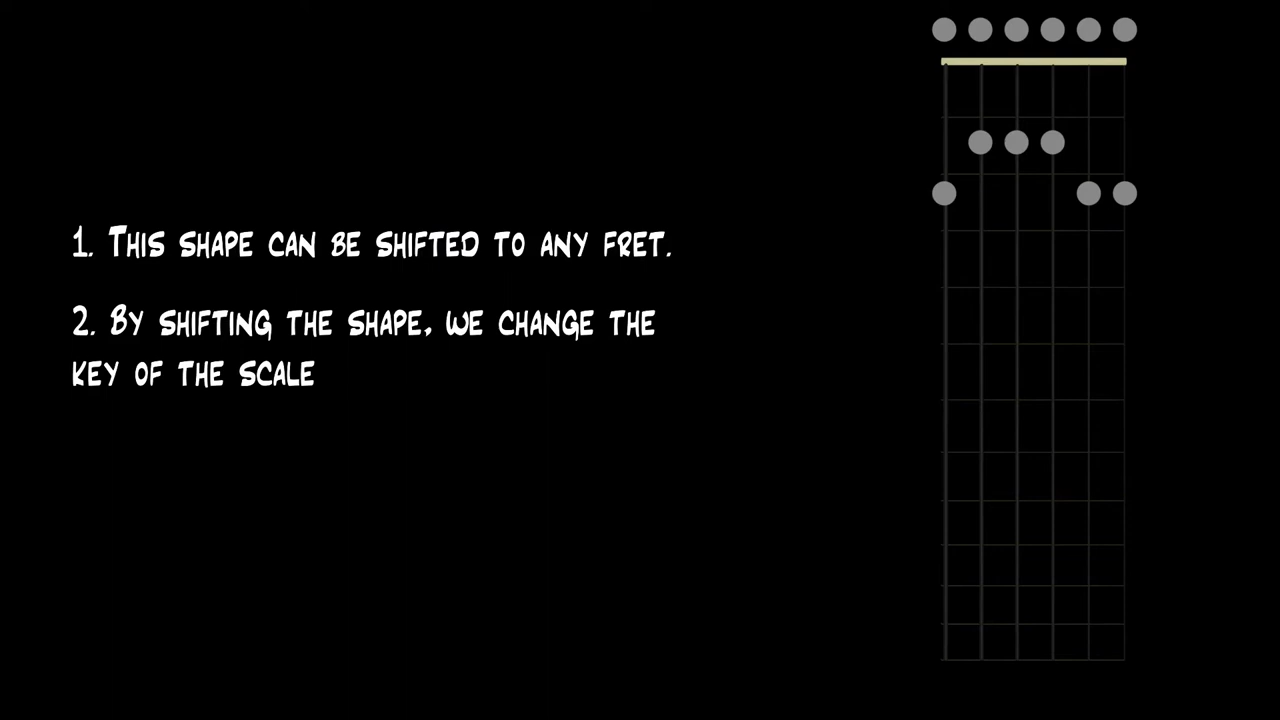 1. This shape can be shifted to any fret.
2. By shifting the shape, we change the
key of the scale